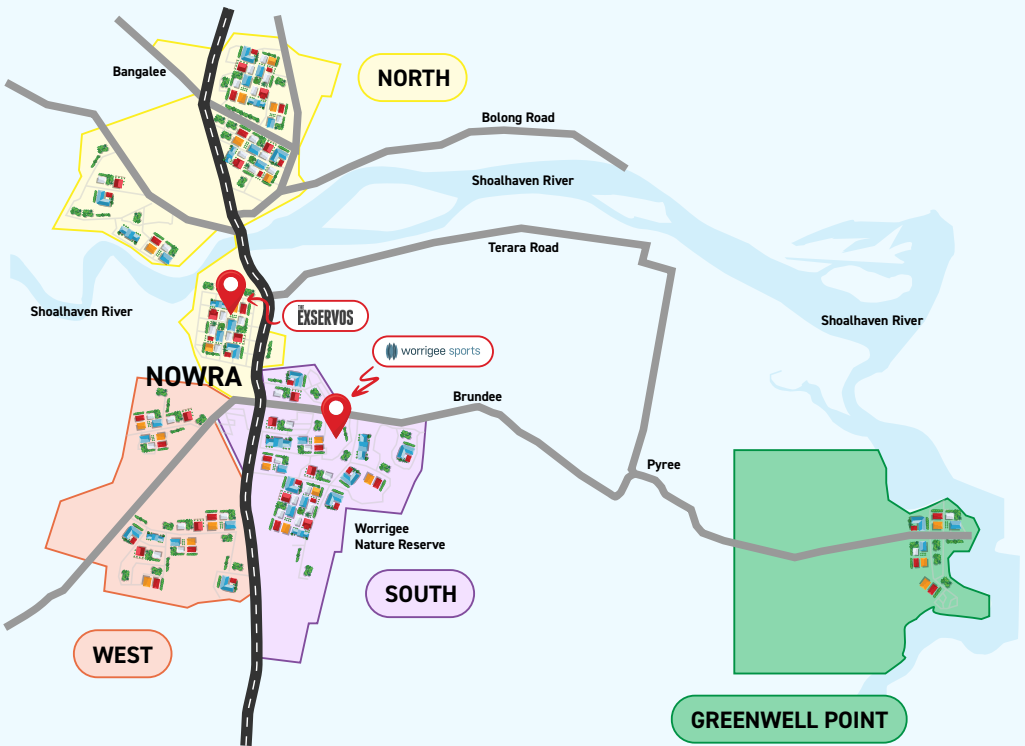 Bangalee
NORTH
Bolong Road
Shoalhaven River
Terara Road
Shoalhaven River
THE
EXSERVOS
Shoalhaven River
worrigee sports
NOWRA
Brundee
Pyree
Worrigee
Nature Reserve
SOUTH
WEST
GREENWELL POINT